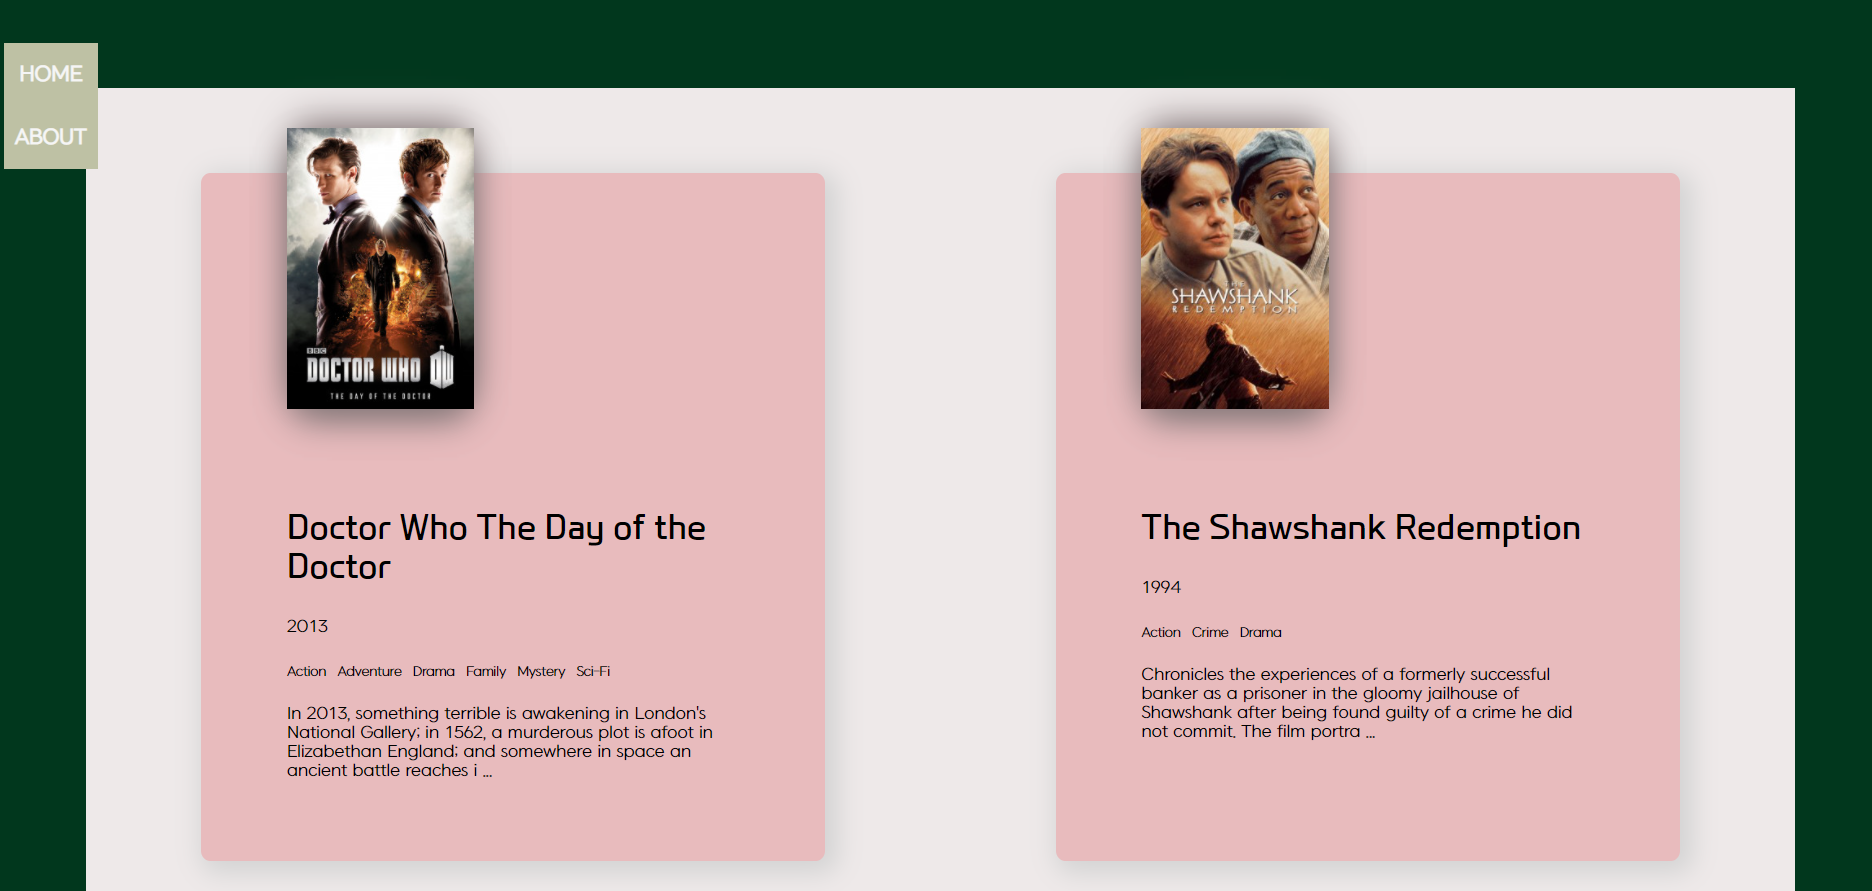 HOME
ABOUT
BBC
DOCTOR WHO DW
THE DAY OF THE DOCTOR
Doctor Who The Day of the
Doctor
2013
Action Adventure Drama Family Mystery Sci-Fi
In 2013, something terrible is awakening in London's
National Gallery; in 1562, a murderous plot is afoot in
Elizabethan England; and somewhere in space an
ancient battle reaches i ...
THE
SHAWSHANK
REDEMPTION
The Shawshank Redemption
1994
Action Crime Drama
Chronicles the experiences of a formerly successful
banker as a prisoner in the gloomy jailhouse of
Shawshank after being found guilty of a crime he did
not commit. The film portra ...